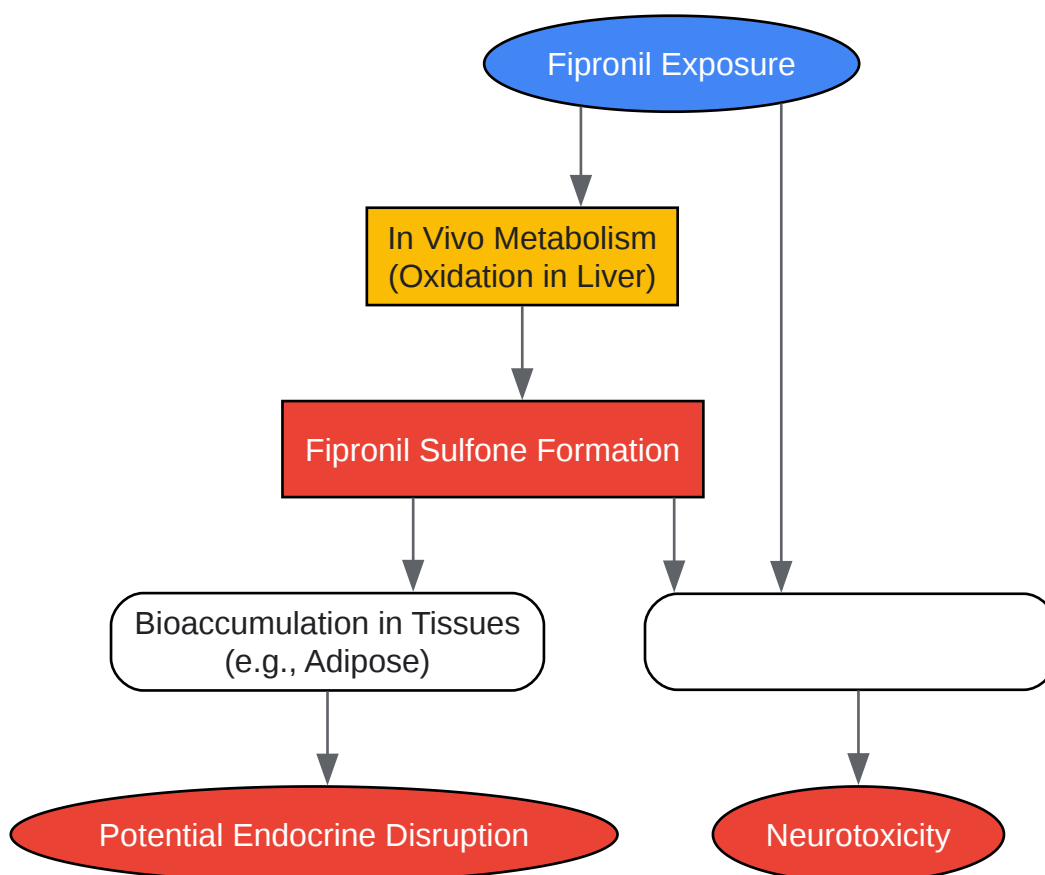 Fipronil Exposure
In Vivo Metabolism
(Oxidation in Liver)
Fipronil Sulfone Formation
Bioaccumulation in Tissues
(e.g., Adipose)
Potential Endocrine Disruption
Neurotoxicity